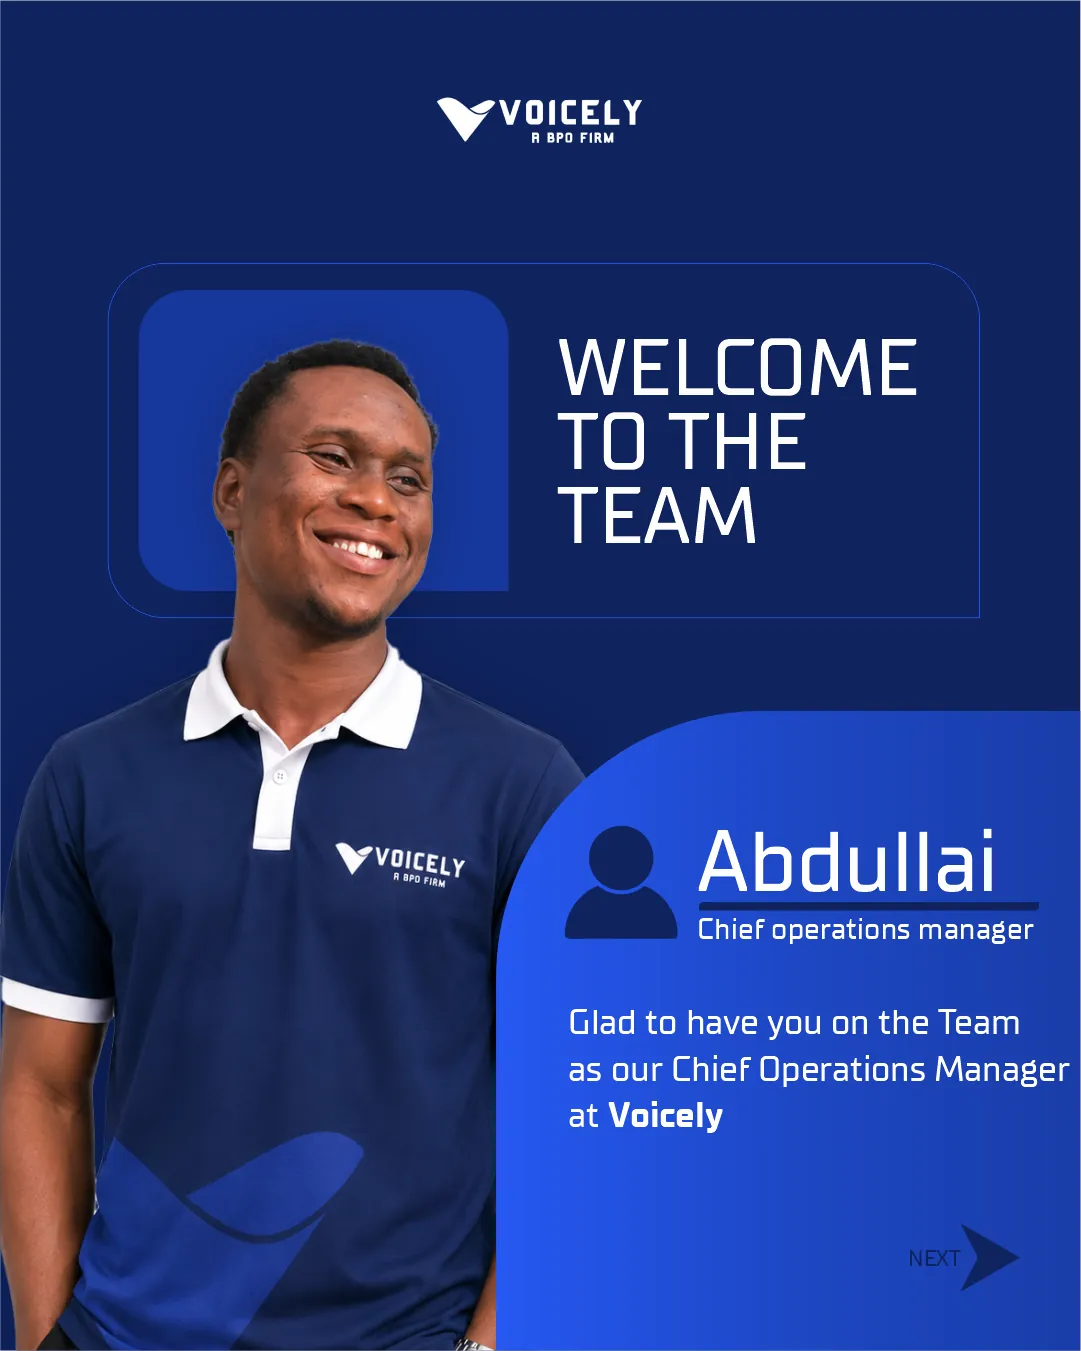 VOICELY
A BPO FIRM
WELCOME
TO THE
TEAM
VOICELY
A BPO FIRM
Abdullai
Chief operations manager
Glad to have you on the Team
as our Chief Operations Manager
at Voicely
NEXT